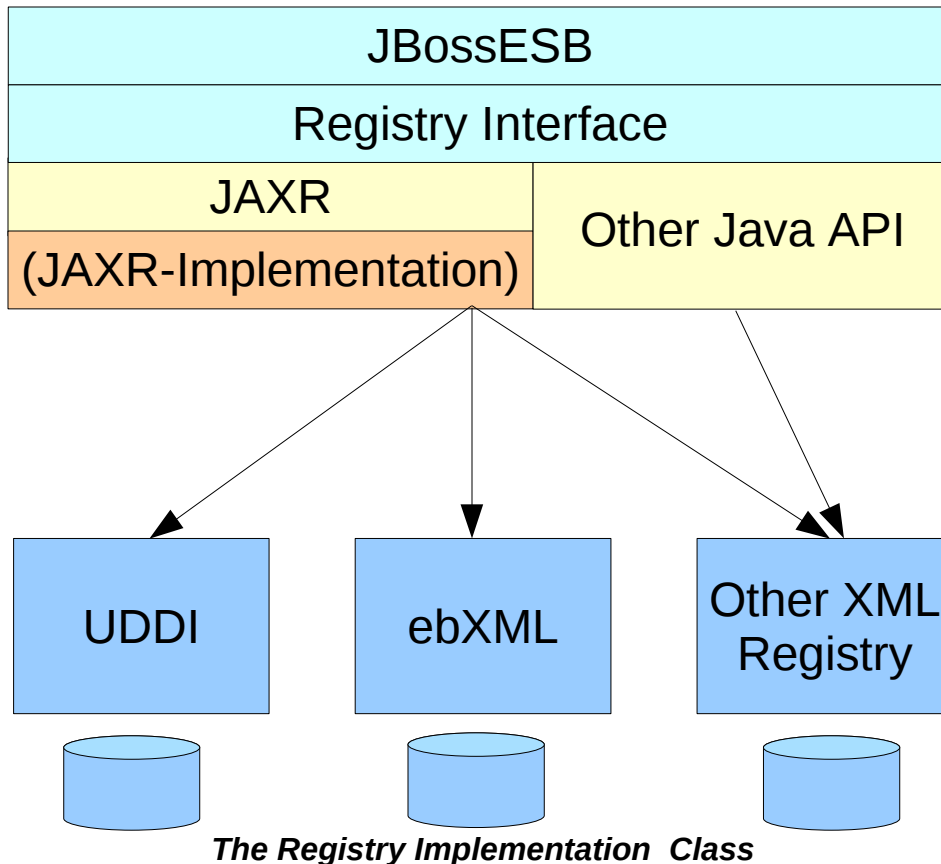 JBossESB
Registry Interface
JAXR
Other Java API
(JAXR-Implementation)
UDDI
ebXML
Other XML
Registry
The Registry Implementation Class